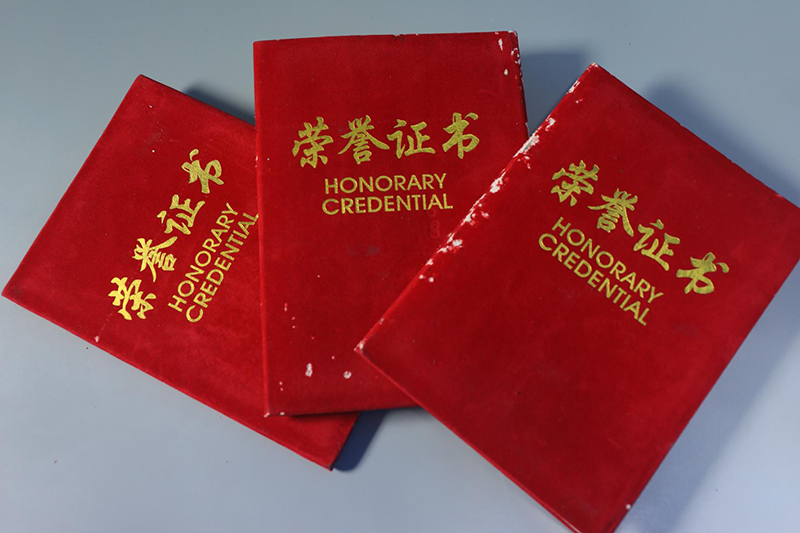 荣誉证书
HONORARY
CREDENTIAL
荣誉证书
HONORARY
CREDENTIAL
荣誉证书
HONORARY
CREDENTIAL